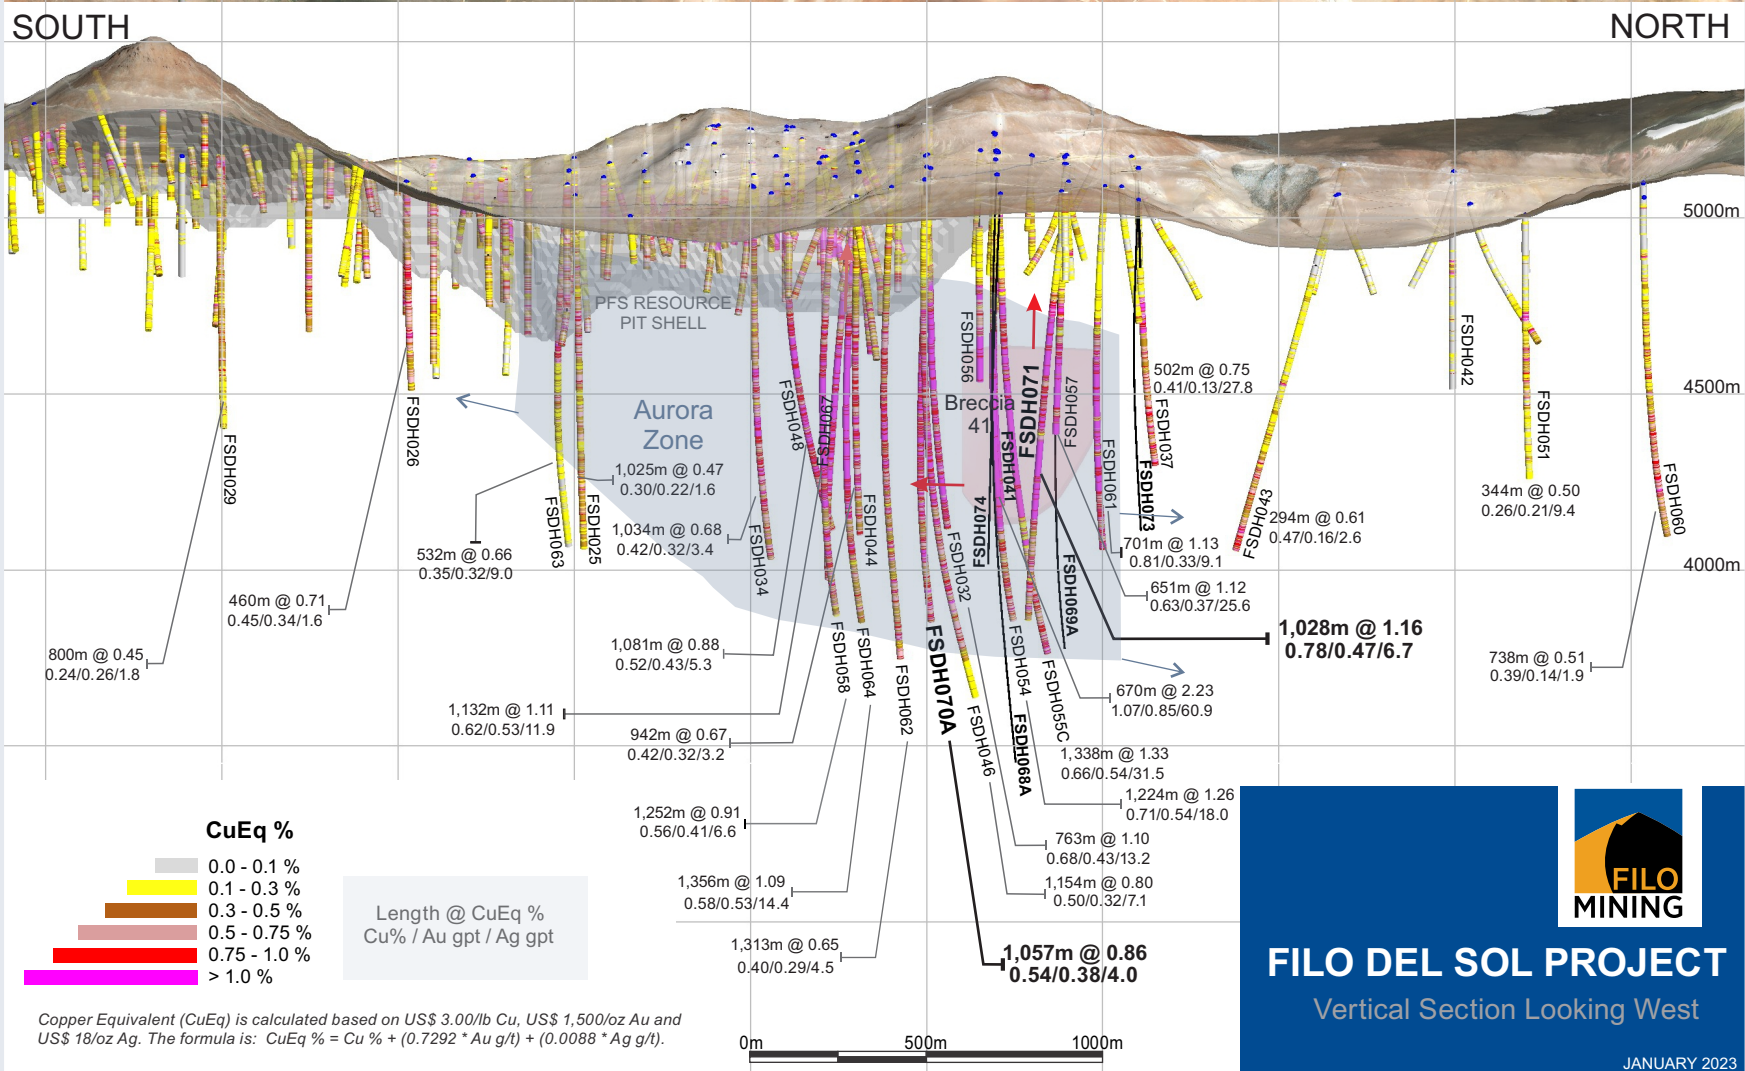 SOUTH
NORTH
5000m
4500m
4000m
PFS RESOURCE
PIT SHELL
Aurora
Zone
Breccia
41
FSDH029
FSDH026
FSDH063
FSDH025
FSDH034
FSDH048
FSDH044
FSDH058
FSDH064
FSDH062
FSDH032
FSDH070A
FSDH046
FSDH056
FSDH074
FSDH041
FSDH071
FSDH057
FSDH054
FSDH068A
FSDH055C
FSDH069A
FSDH061
FSDH073
FSDH037
FSDH043
FSDH042
FSDH051
FSDH060
502m @ 0.75
0.41/0.13/27.8
1,025m @ 0.47
0.30/0.22/1.6
1,034m @ 0.68
0.42/0.32/3.4
532m @ 0.66
0.35/0.32/9.0
460m @ 0.71
0.45/0.34/1.6
800m @ 0.45
0.24/0.26/1.8
344m @ 0.50
0.26/0.21/9.4
294m @ 0.61
0.47/0.16/2.6
701m @ 1.13
0.81/0.33/9.1
651m @ 1.12
0.63/0.37/25.6
1,028m @ 1.16
0.78/0.47/6.7
738m @ 0.51
0.39/0.14/1.9
1,081m @ 0.88
0.52/0.43/5.3
670m @ 2.23
1.07/0.85/60.9
1,132m @ 1.11
0.62/0.53/11.9
942m @ 0.67
0.42/0.32/3.2
1,338m @ 1.33
0.66/0.54/31.5
1,224m @ 1.26
0.71/0.54/18.0
1,252m @ 0.91
0.56/0.41/6.6
763m @ 1.10
0.68/0.43/13.2
1,356m @ 1.09
0.58/0.53/14.4
1,154m @ 0.80
0.50/0.32/7.1
1,313m @ 0.65
0.40/0.29/4.5
1,057m @ 0.86
0.54/0.38/4.0
CuEq %
0.0 - 0.1 %
0.1 - 0.3 %
0.3 - 0.5 %
0.5 - 0.75 %
0.75 - 1.0 %
> 1.0 %
Length @ CuEq %
Cu% / Au gpt / Ag gpt
Copper Equivalent (CuEq) is calculated based on US$ 3.00/lb Cu, US$ 1,500/oz Au and
US$ 18/oz Ag. The formula is: CuEq % = Cu % + (0.7292 * Au g/t) + (0.0088 * Ag g/t).
0m
500m
1000m
FILO
MINING
FILO DEL SOL PROJECT
Vertical Section Looking West
JANUARY 2023